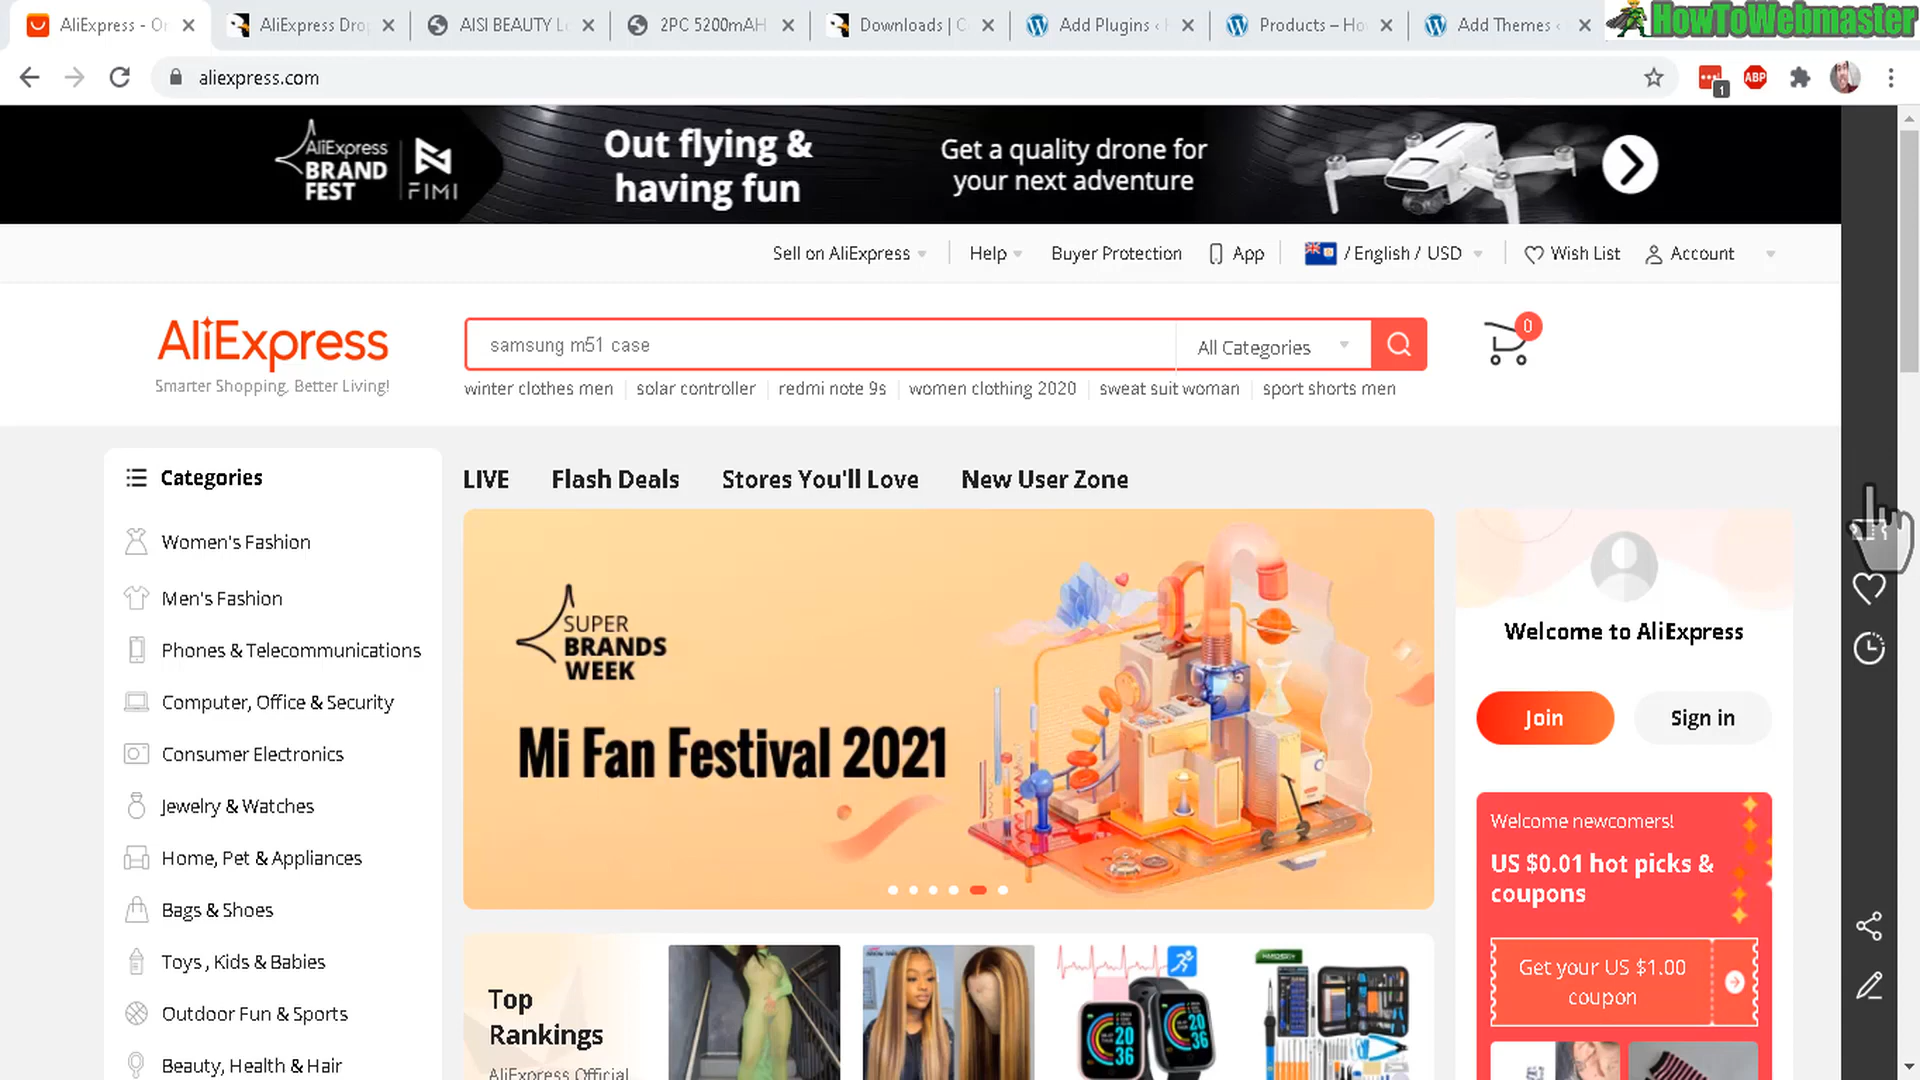 AliExpress - On
AliExpress Drop
AISI BEAUTY L
2PC 5200mAH
Downloads | C
Add Plugins ‹
Products – Ho
Add Themes ‹
HowToWebmaster
aliexpress.com
1
ABP
AliExpress
BRAND
FEST
FIMI
Out flying &
having fun
Get a quality drone for
your next adventure
Sell on AliExpress
Help
Buyer Protection
App
/ English / USD
Wish List
Account
AliExpress
Smarter Shopping, Better Living!
samsung m51 case
All Categories
0
winter clothes men
solar controller
redmi note 9s
women clothing 2020
sweat suit woman
sport shorts men
Categories
Women's Fashion
Men's Fashion
Phones & Telecommunications
Computer, Office & Security
Consumer Electronics
Jewelry & Watches
Home, Pet & Appliances
Bags & Shoes
Toys , Kids & Babies
Outdoor Fun & Sports
Beauty, Health & Hair
LIVE
Flash Deals
Stores You'll Love
New User Zone
SUPER
BRANDS
WEEK
Mi Fan Festival 2021
Welcome to AliExpress
Join
Sign in
Welcome newcomers!
US $0.01 hot picks &
coupons
Get your US $1.00
coupon
Top
Rankings
AliExpress Official
20
36
20
36